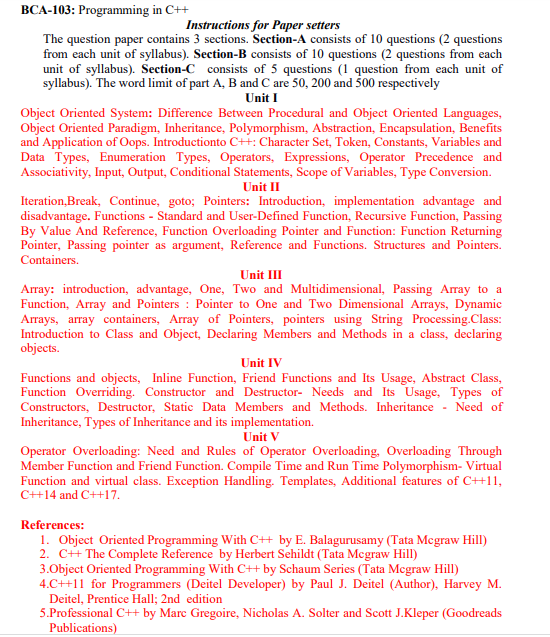 BCA-103: Programming in C++
Instructions for Paper setters
The question paper contains 3 sections. Section-A consists of 10 questions (2 questions
from each unit of syllabus). Section-B consists of 10 questions (2 questions from each
unit of syllabus). Section-C consists of 5 questions (1 question from each unit of
syllabus). The word limit of part A, B and C are 50, 200 and 500 respectively
Unit I
Object Oriented System: Difference Between Procedural and Object Oriented Languages,
Object Oriented Paradigm, Inheritance, Polymorphism, Abstraction, Encapsulation, Benefits
and Application of Oops. Introductionto C++: Character Set, Token, Constants, Variables and
Data Types, Enumeration Types, Operators, Expressions, Operator Precedence and
Associativity, Input, Output, Conditional Statements, Scope of Variables, Type Conversion.
Unit II
Iteration,Break, Continue, goto; Pointers: Introduction, implementation advantage and
disadvantage. Functions - Standard and User-Defined Function, Recursive Function, Passing
By Value And Reference, Function Overloading Pointer and Function: Function Returning
Pointer, Passing pointer as argument, Reference and Functions. Structures and Pointers.
Containers.
Unit III
Array: introduction, advantage, One, Two and Multidimensional, Passing Array to a
Function, Array and Pointers : Pointer to One and Two Dimensional Arrays, Dynamic
Arrays, array containers, Array of Pointers, pointers using String Processing.Class:
Introduction to Class and Object, Declaring Members and Methods in a class, declaring
objects.
Unit IV
Functions and objects, Inline Function, Friend Functions and Its Usage, Abstract Class,
Function Overriding. Constructor and Destructor- Needs and Its Usage, Types of
Constructors, Destructor, Static Data Members and Methods. Inheritance - Need of
Inheritance, Types of Inheritance and its implementation.
Unit V
Operator Overloading: Need and Rules of Operator Overloading, Overloading Through
Member Function and Friend Function. Compile Time and Run Time Polymorphism- Virtual
Function and virtual class. Exception Handling. Templates, Additional features of C++11,
C++14 and C++17.
References:
1. Object Oriented Programming With C++ by E. Balagurusamy (Tata Mcgraw Hill)
2. C++ The Complete Reference by Herbert Sehildt (Tata Mcgraw Hill)
3.Object Oriented Programming With C++ by Schaum Series (Tata Mcgraw Hill)
4.C++11 for Programmers (Deitel Developer) by Paul J. Deitel (Author), Harvey M.
Deitel, Prentice Hall; 2nd edition
5.Professional C++ by Marc Gregoire, Nicholas A. Solter and Scott J.Kleper (Goodreads
Publications)